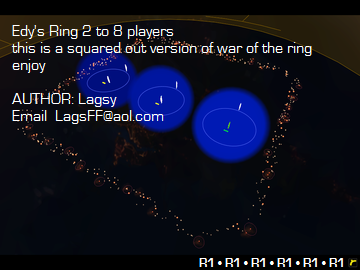 Edy's Ring 2 to 8 players
this is a squared out version of war of the ring
enjoy
AUTHOR: Lagsy
Email  LagsFF@aol.com
R1 • R1 • R1 • R1 • R1 • R1 r